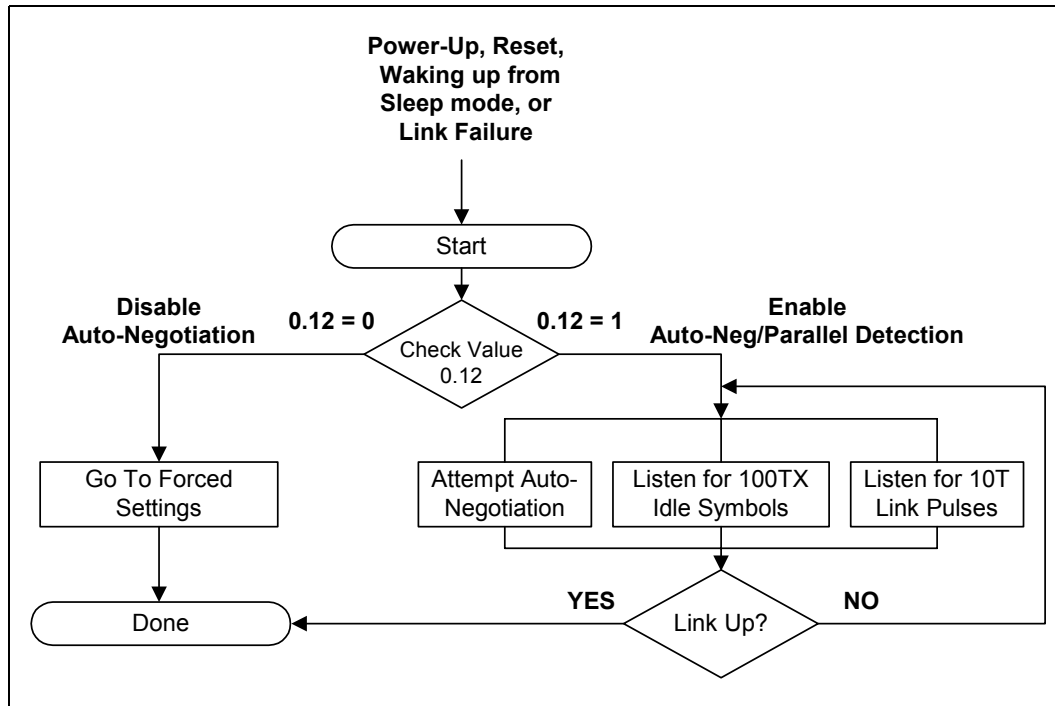 Power-Up, Reset,
Waking up from
Sleep mode, or
Link Failure
Start
Disable
Auto-Negotiation
0.12 = 0
0.12 = 1
Enable
Auto-Neg/Parallel Detection
Check Value
0.12
Go To Forced
Settings
Attempt Auto-
Negotiation
Listen for 100TX
Idle Symbols
Listen for 10T
Link Pulses
Done
YES
Link Up?
NO